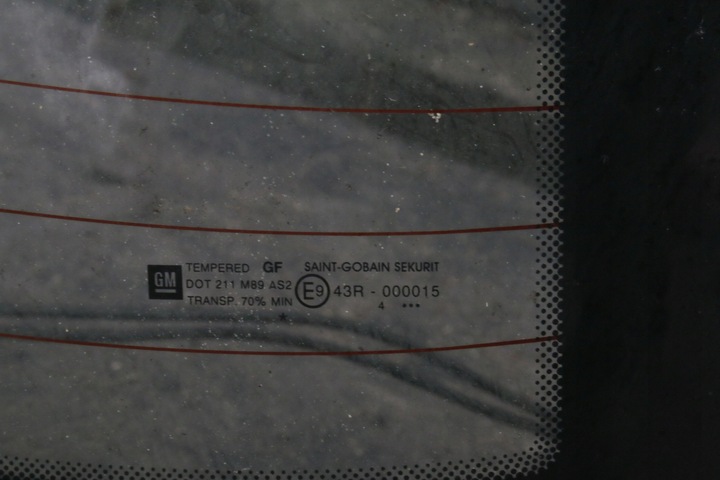 GM
TEMPERED GF SAINT-GOBAIN SEKURIT
DOT 211 M89 AS2 E9 43R - 000015
TRANSP. 70% MIN 4 ***